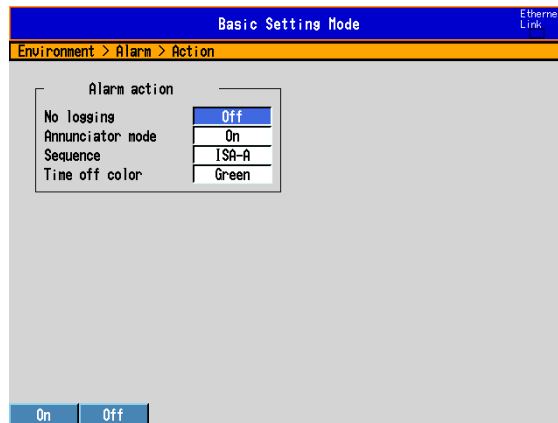 Basic Setting Mode
Etherne
Link
Environment > Alarm > Action
Alarm action
No logging Off
Annunciator mode On
Sequence ISA-A
Time off color Green
On Off